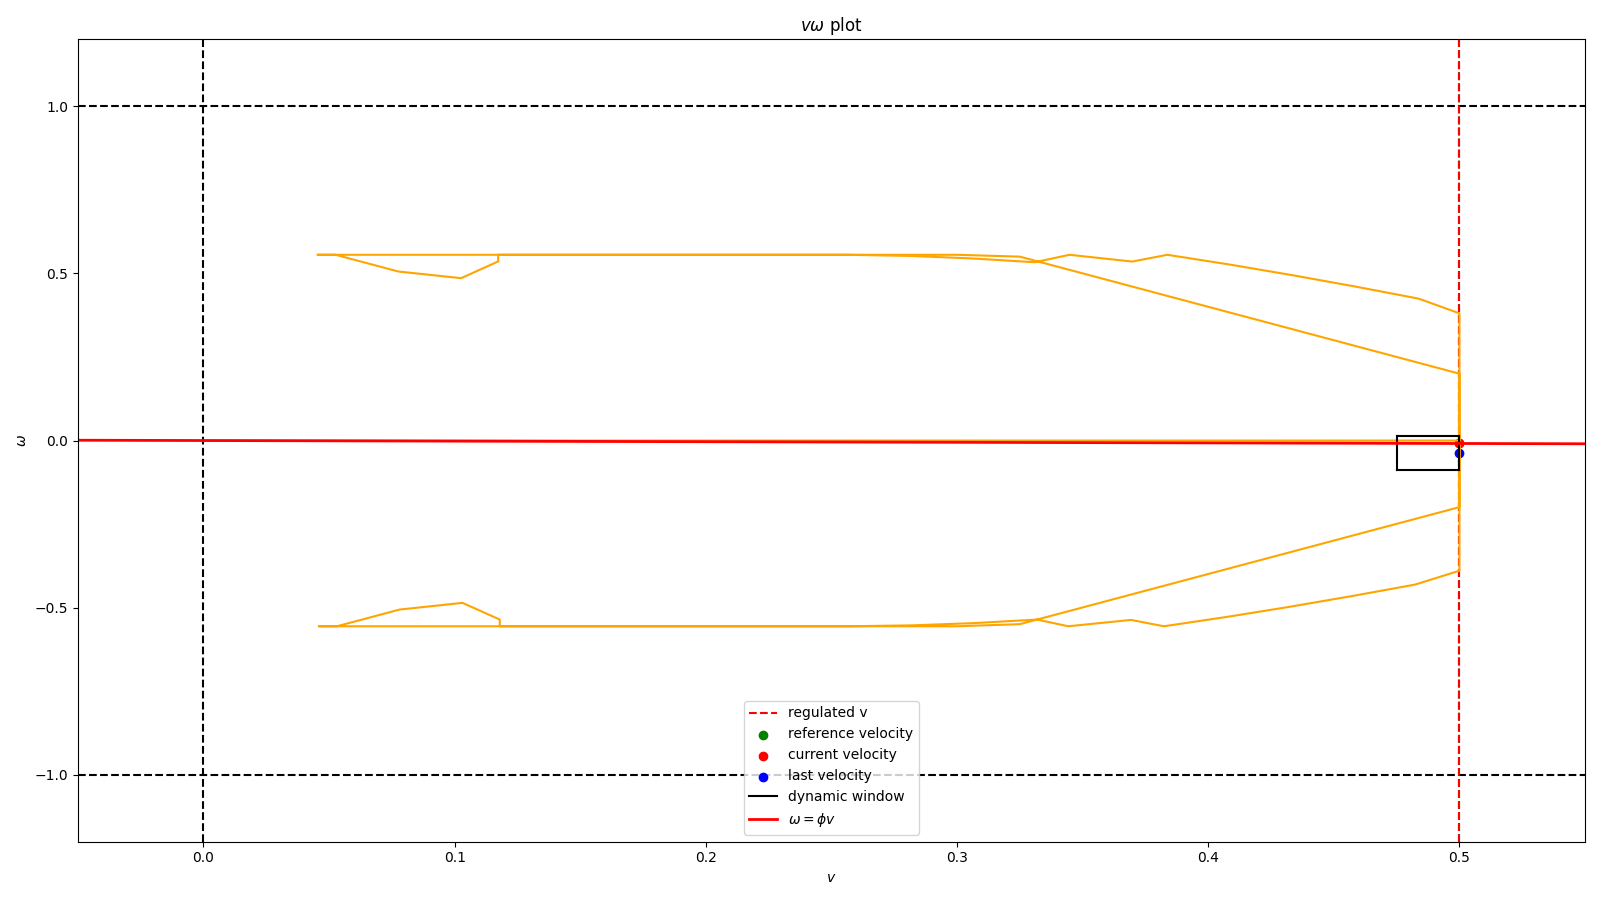 vω plot
ω
1.0
0.5
0.0
−0.5
−1.0
0.0 0.1 0.2 0.3 0.4 0.5
v
regulated v
reference velocity
current velocity
last velocity
dynamic window
ω = ϕv